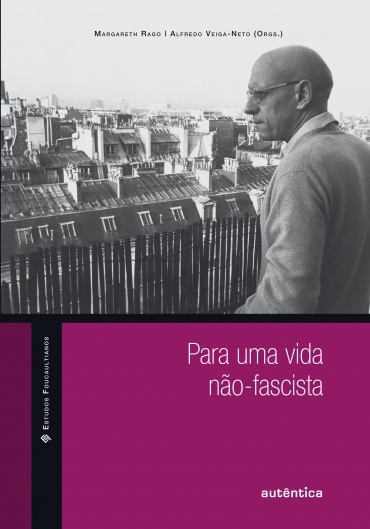 Margareth Rago | Alfredo Veiga-Neto (Orgs.)
Estudos Foucaultianos
Para uma vida
não-fascista
autêntica